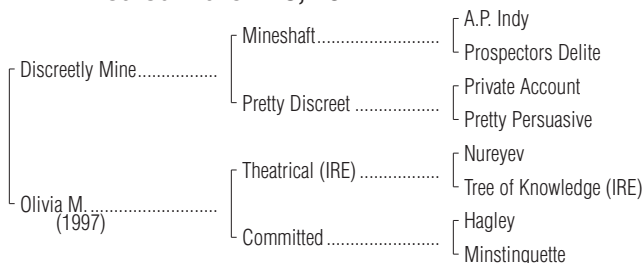 A.P. Indy
Mineshaft
Prospectors Delite
Discreetly Mine
Private Account
Pretty Discreet
Pretty Persuasive
Nureyev
Theatrical (IRE)
Tree of Knowledge (IRE)
Olivia M.
(1997)
Hagley
Committed
Minstinguette